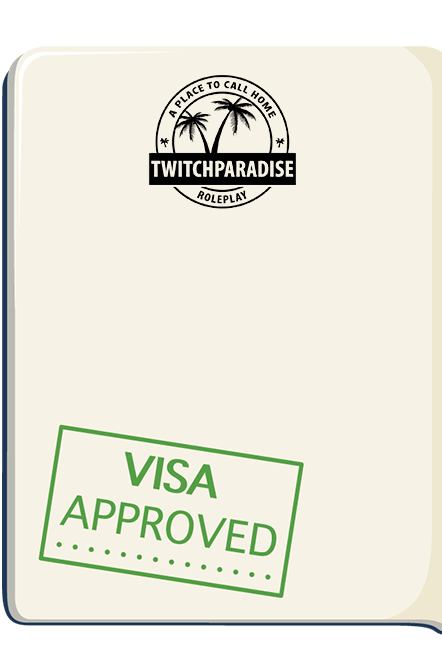 A PLACE TO CALL HOME
TWITCHPARADISE
ROLEPLAY
VISA
APPROVED